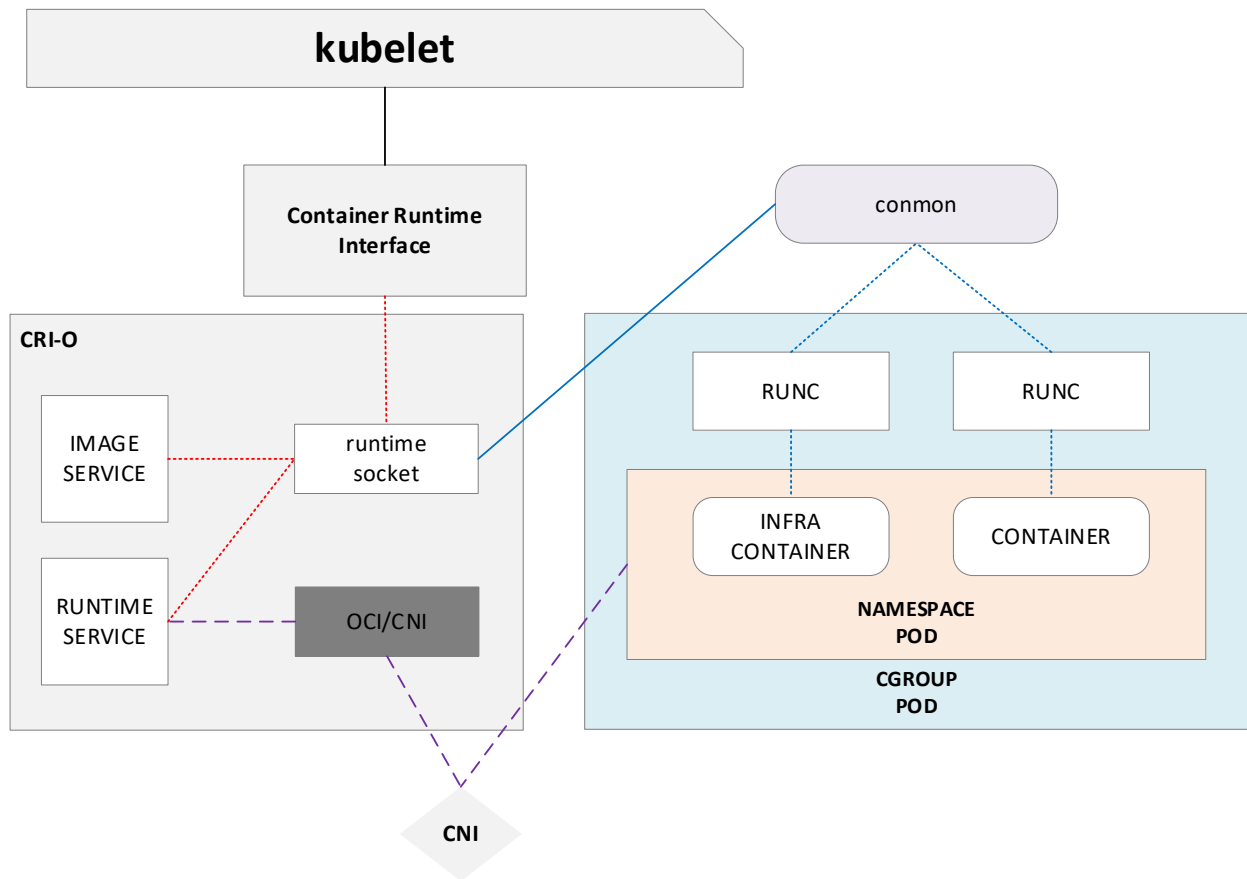 kubelet
Container Runtime
Interface
conmon
CRI-O
IMAGE
SERVICE
runtime
socket
RUNTIME
SERVICE
OCI/CNI
RUNC
RUNC
INFRA
CONTAINER
CONTAINER
NAMESPACE
POD
CGROUP
POD
CNI